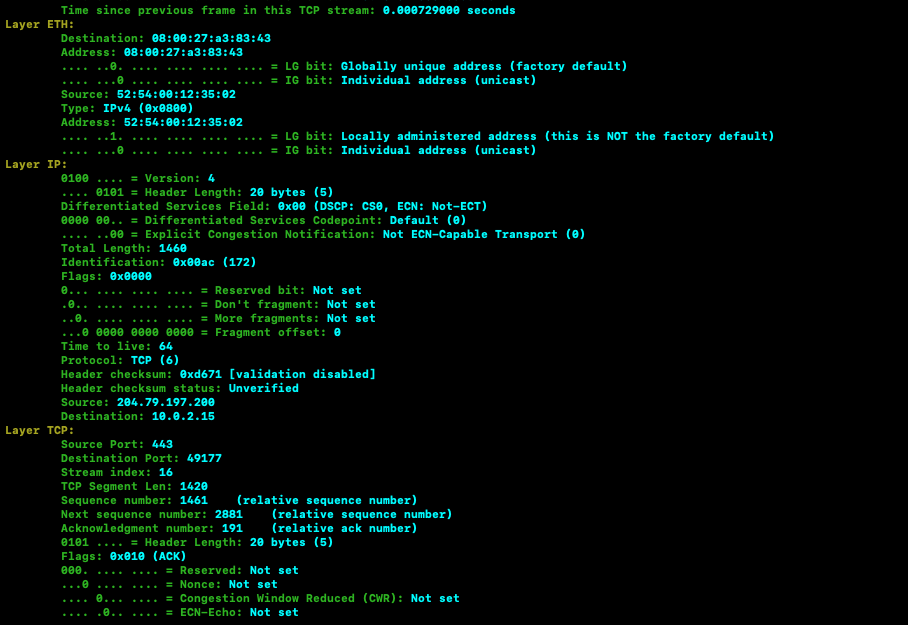 Time since previous frame in this TCP stream: 0.000729000 seconds
Layer ETH:
Destination: 08:00:27:a3:83:43
Address: 08:00:27:a3:83:43
.... ..0. .... .... .... .... = LG bit: Globally unique address (factory default)
.... ...0 .... .... .... .... = IG bit: Individual address (unicast)
Source: 52:54:00:12:35:02
Type: IPv4 (0x0800)
Address: 52:54:00:12:35:02
.... ..1. .... .... .... .... = LG bit: Locally administered address (this is NOT the factory default)
.... ...0 .... .... .... .... = IG bit: Individual address (unicast)
Layer IP:
0100 .... = Version: 4
.... 0101 = Header Length: 20 bytes (5)
Differentiated Services Field: 0x00 (DSCP: CS0, ECN: Not-ECT)
0000 00.. = Differentiated Services Codepoint: Default (0)
.... ..00 = Explicit Congestion Notification: Not ECN-Capable Transport (0)
Total Length: 1460
Identification: 0x00ac (172)
Flags: 0x0000
0... .... .... .... = Reserved bit: Not set
.0.. .... .... .... = Don't fragment: Not set
..0. .... .... .... = More fragments: Not set
...0 0000 0000 0000 = Fragment offset: 0
Time to live: 64
Protocol: TCP (6)
Header checksum: 0xd671 [validation disabled]
Header checksum status: Unverified
Source: 204.79.197.200
Destination: 10.0.2.15
Layer TCP:
Source Port: 443
Destination Port: 49177
Stream index: 16
TCP Segment Len: 1420
Sequence number: 1461    (relative sequence number)
Next sequence number: 2881    (relative sequence number)
Acknowledgment number: 191    (relative ack number)
0101 .... = Header Length: 20 bytes (5)
Flags: 0x010 (ACK)
000. .... .... = Reserved: Not set
...0 .... .... = Nonce: Not set
.... 0... .... = Congestion Window Reduced (CWR): Not set
.... .0.. .... = ECN-Echo: Not set